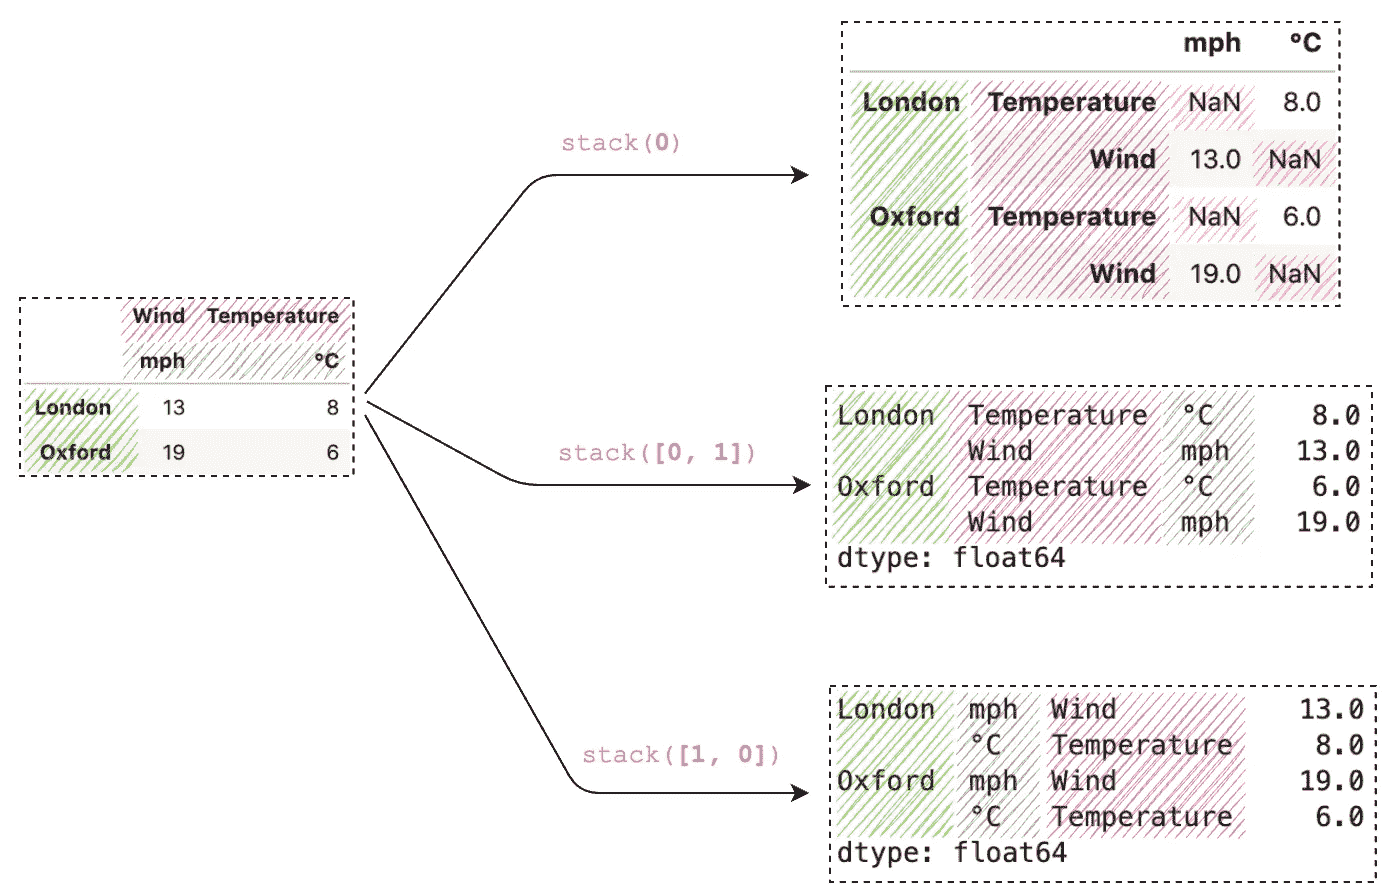 Wind Temperature
mph °C
London 13 8
Oxford 19 6
stack(0)
mph °C
London Temperature NaN 8.0
Wind 13.0 NaN
Oxford Temperature NaN 6.0
Wind 19.0 NaN
stack([0, 1])
London Temperature °C 8.0
Wind mph 13.0
Oxford Temperature °C 6.0
Wind mph 19.0
dtype: float64
stack([1, 0])
London mph Wind 13.0
°C Temperature 8.0
Oxford mph Wind 19.0
°C Temperature 6.0
dtype: float64